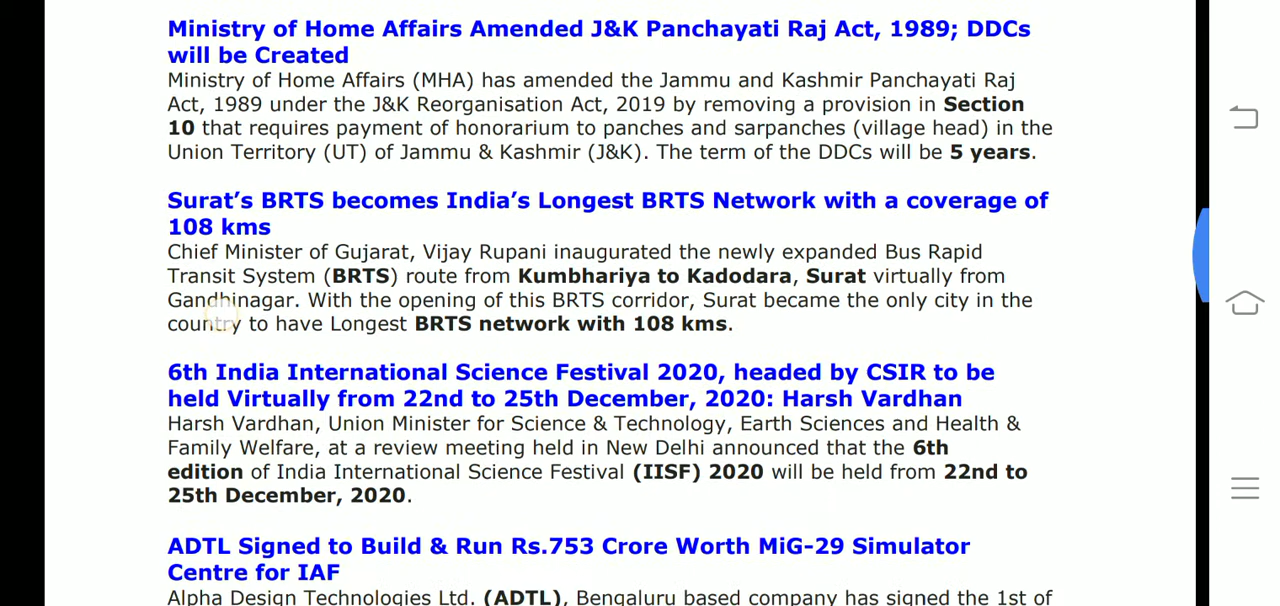 Ministry of Home Affairs Amended J&K Panchayati Raj Act, 1989; DDCs
will be Created
Ministry of Home Affairs (MHA) has amended the Jammu and Kashmir Panchayati Raj
Act, 1989 under the J&K Reorganisation Act, 2019 by removing a provision in Section
10 that requires payment of honorarium to panches and sarpanches (village head) in the
Union Territory (UT) of Jammu & Kashmir (J&K). The term of the DDCs will be 5 years.
Surat's BRTS becomes India's Longest BRTS Network with a coverage of
108 kms
Chief Minister of Gujarat, Vijay Rupani inaugurated the newly expanded Bus Rapid
Transit System (BRTS) route from Kumbhariya to Kadodara, Surat virtually from
Gandhinagar. With the opening of this BRTS corridor, Surat became the only city in the
country to have Longest BRTS network with 108 kms.
6th India International Science Festival 2020, headed by CSIR to be
held Virtually from 22nd to 25th December, 2020: Harsh Vardhan
Harsh Vardhan, Union Minister for Science & Technology, Earth Sciences and Health &
Family Welfare, at a review meeting held in New Delhi announced that the 6th
edition of India International Science Festival (IISF) 2020 will be held from 22nd to
25th December, 2020.
ADTL Signed to Build & Run Rs.753 Crore Worth MiG-29 Simulator
Centre for IAF
Alpha Design Technologies Ltd. (ADTL), Bengaluru based company has signed the 1st of